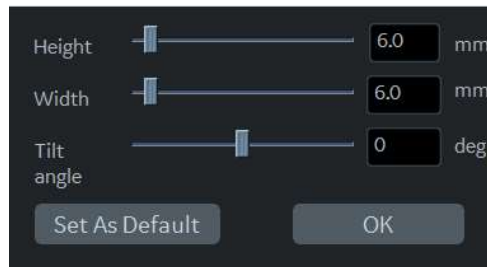 Height 6.0 mm
Width 6.0 mm
Tilt angle 0 deg
Set As Default OK